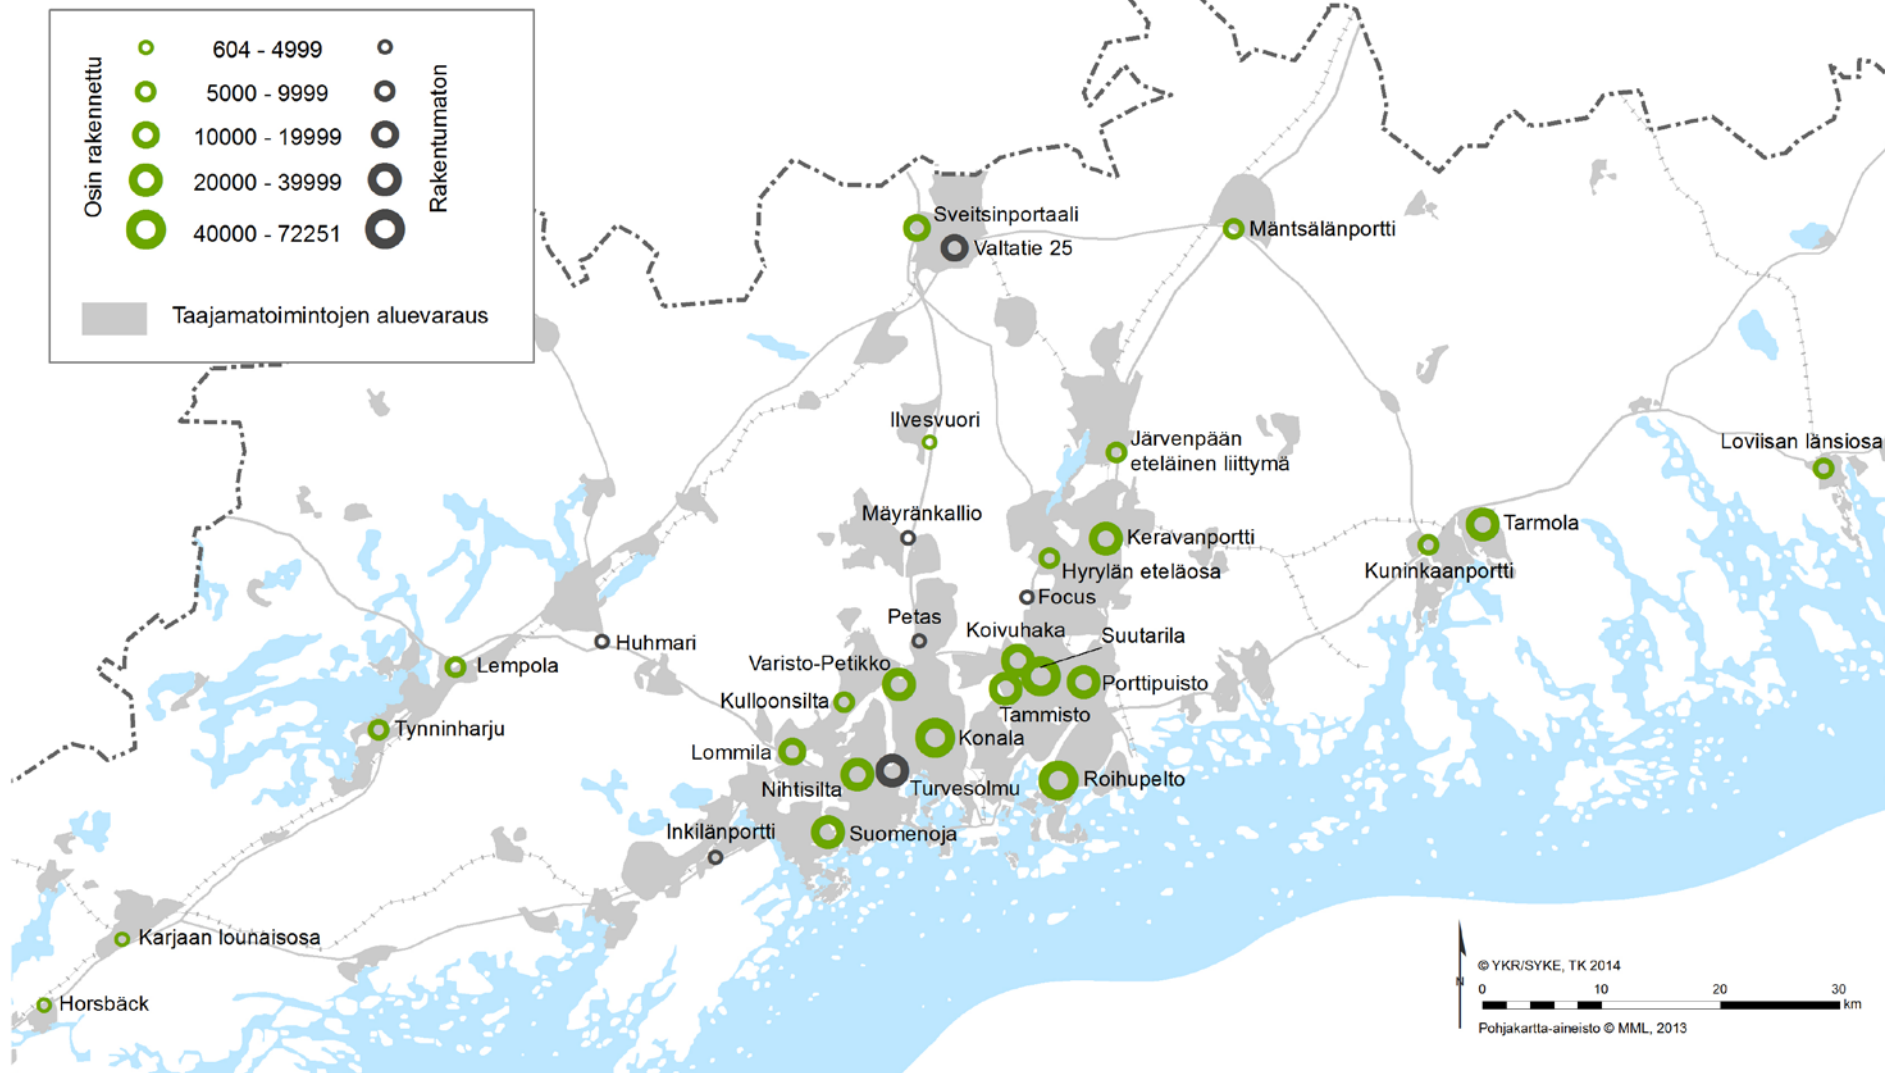 Osin rakennettu
Rakentumaton
604 - 4999
5000 - 9999
10000 - 19999
20000 - 39999
40000 - 72251
Taajamatoimintojen aluevaraus
Sveitsinportaali
Valtatie 25
Mäntsälänportti
Ilvesvuori
Järvenpään
eteläinen liittymä
Loviisan länsiosa
Mäyränkallio
Keravanportti
Tarmola
Hyrylän eteläosa
Kuninkaanportti
Focus
Petas
Koivuhaka
Suutarila
Huhmari
Lempola
Varisto-Petikko
Porttipuisto
Kulloonsilta
Tammisto
Tynninharju
Konala
Lommila
Nihtisilta
Turvesolmu
Roihupelto
Inkilänportti
Suomenoja
Karjaan lounaisosa
Horsbäck
© YKR/SYKE, TK 2014
N
0 10 20 30
km
Pohjakartta-aineisto © MML, 2013